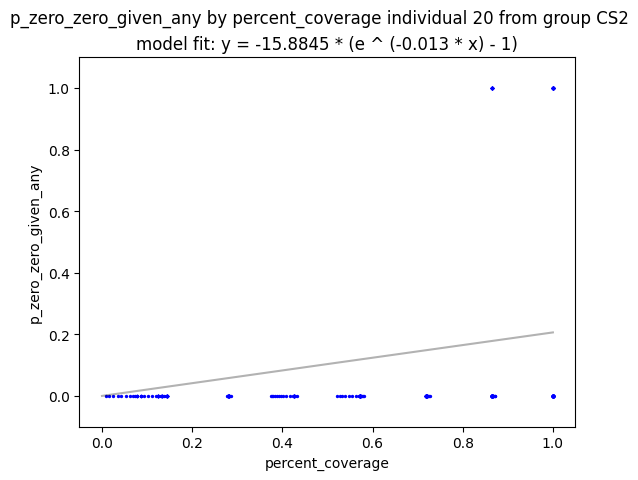 p_zero_zero_given_any by percent_coverage individual 20 from group CS2
model fit: y = -15.8845 * (e ^ (-0.013 * x) - 1)
1.0
0.8
0.6
0.4
0.2
0.0
p_zero_zero_given_any
0.0 0.2 0.4 0.6 0.8 1.0
percent_coverage